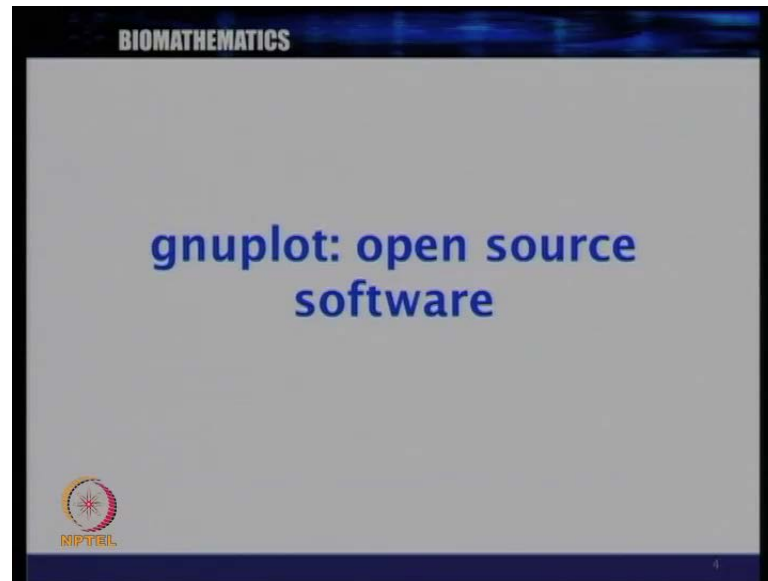 BIOMATHEMATICS
gnuplot: open source
software
NPTEL
4